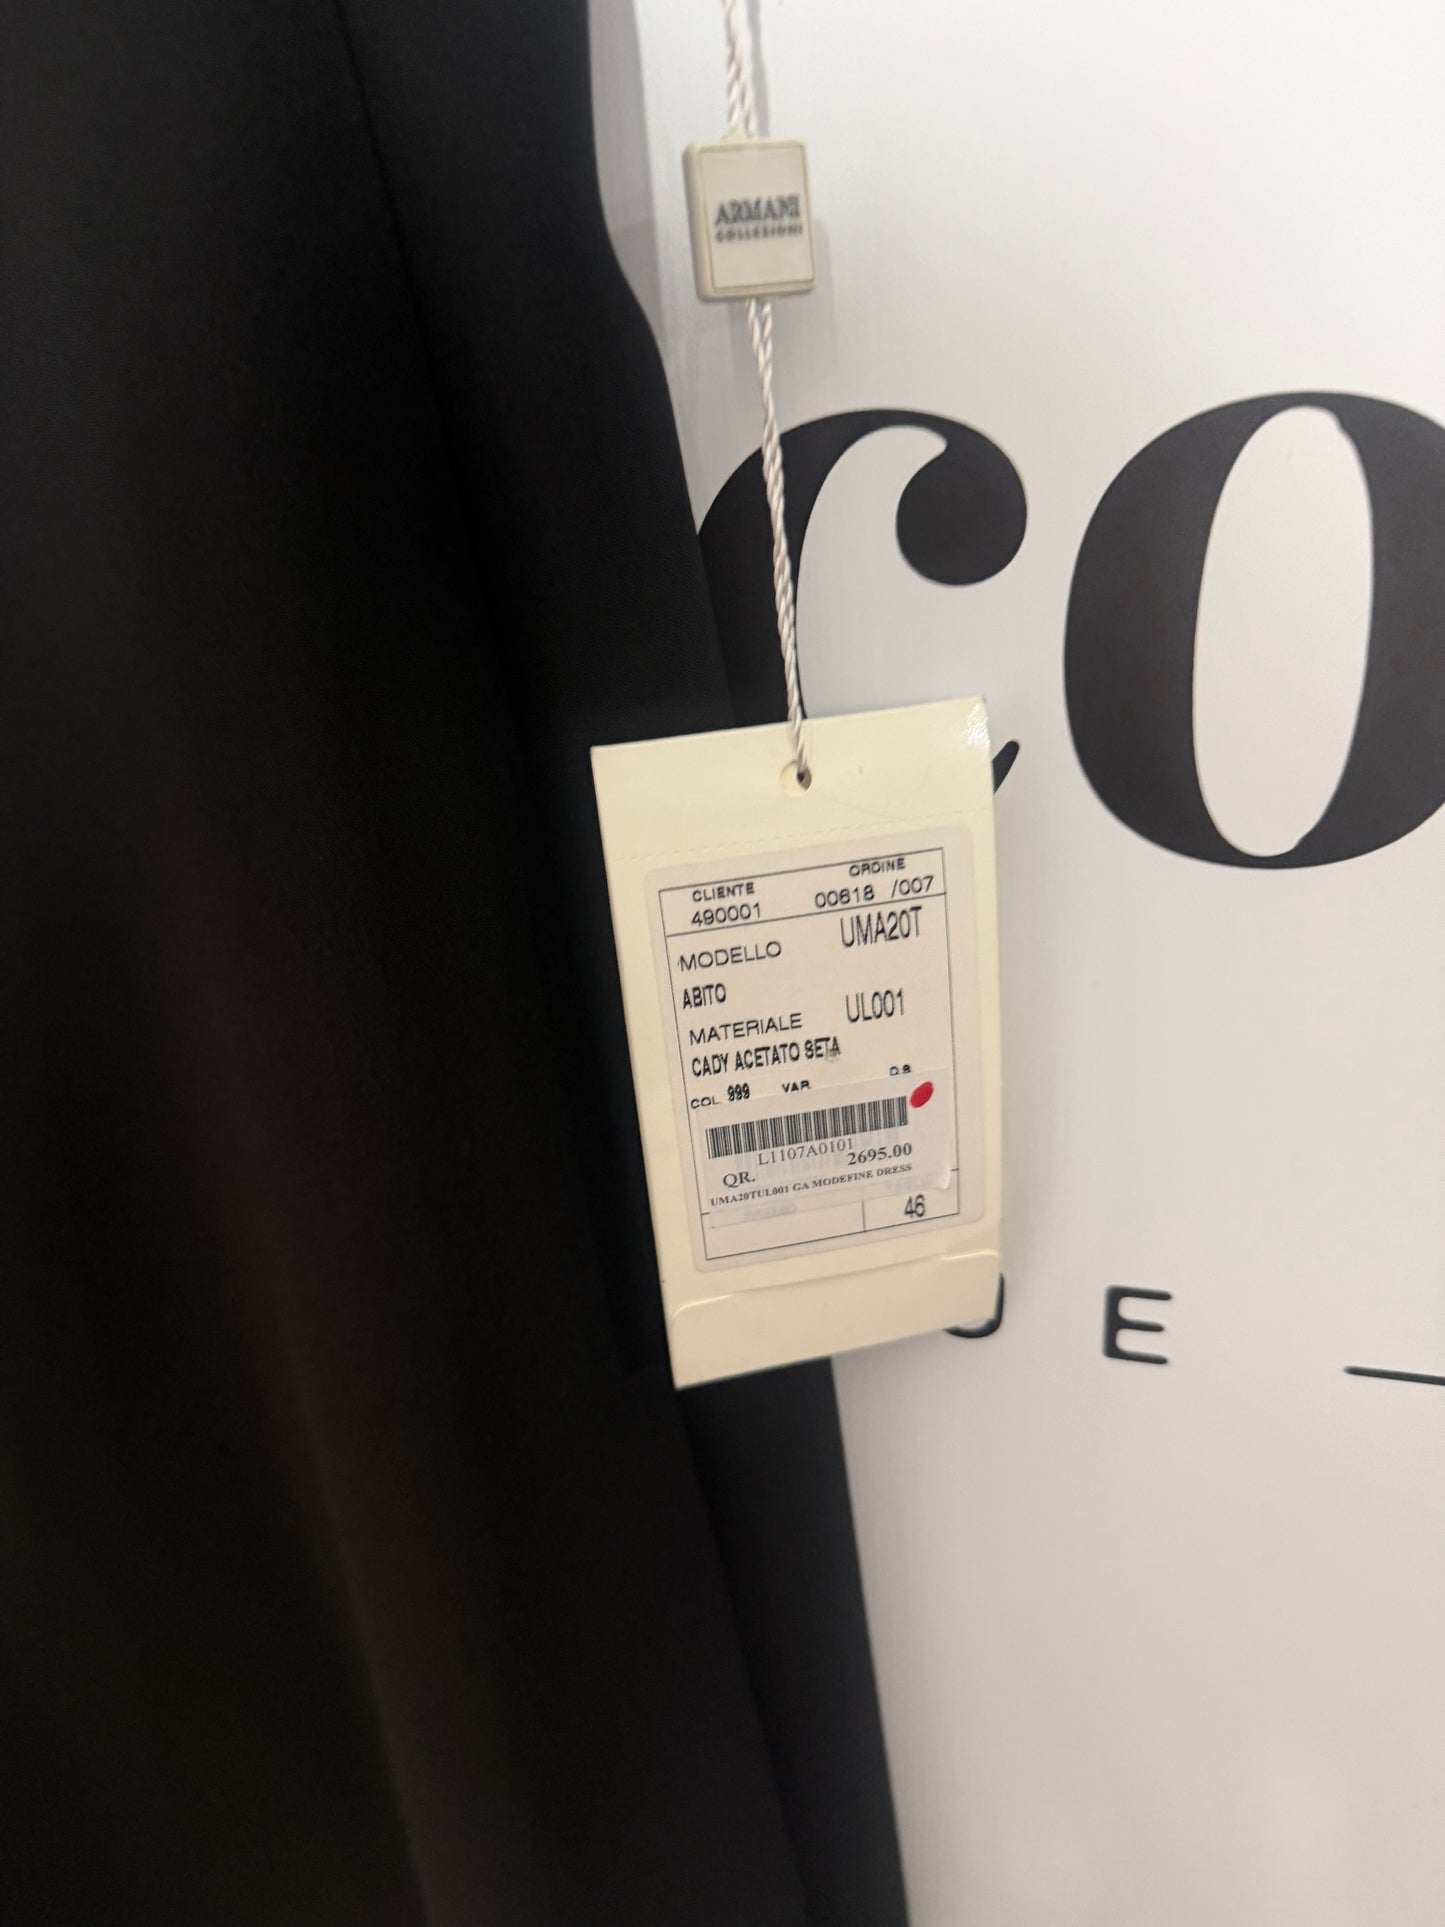 ARMANI
COLLEZIONI
co
CLIENTE ORDINE
490001 00618 /007
MODELLO UMA20T
ABITO
MATERIALE UL001
CADY ACETATO SETA
COL. 999 VAR. D.B.
L1107A0101
QR. 2695.00
UMA20TUL001 GA MODEFINE DRESS
46
U E